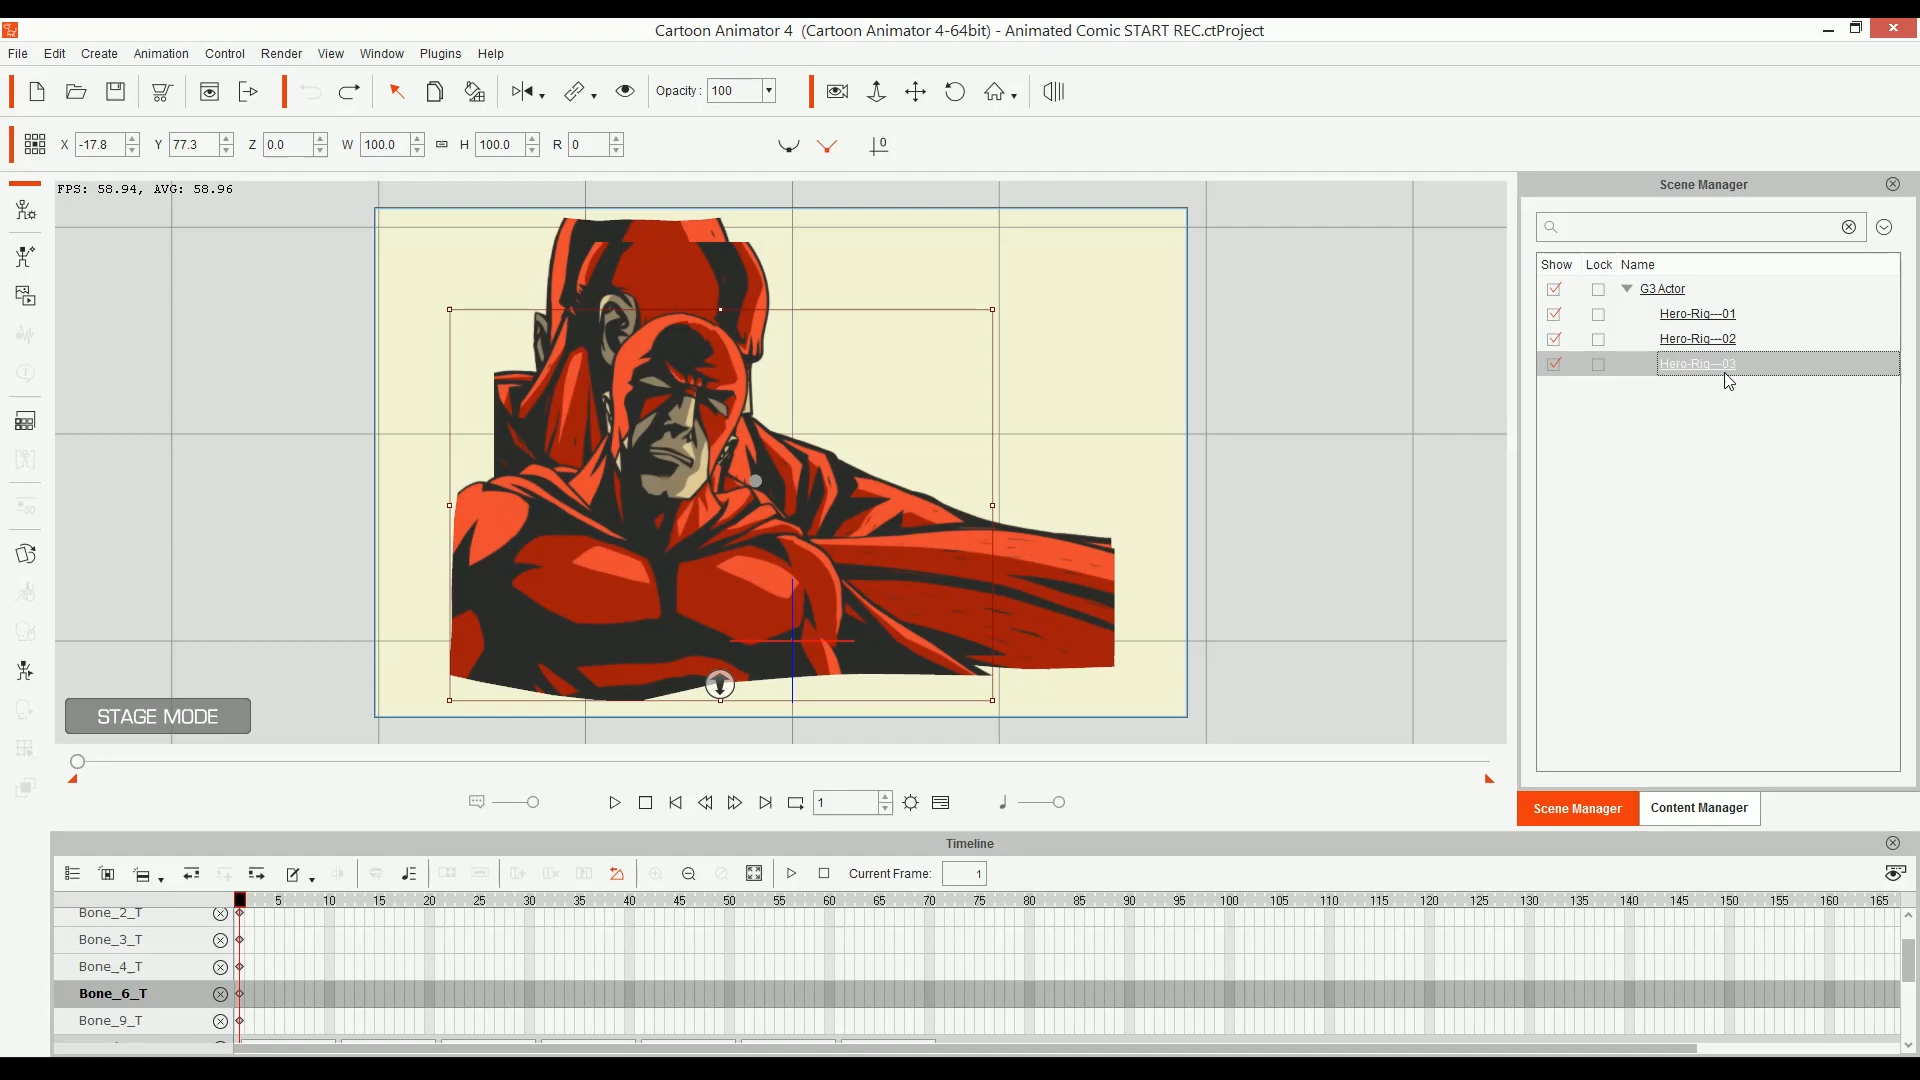 Cartoon Animator 4  (Cartoon Animator 4-64bit) - Animated Comic START REC.ctProject
File Edit Create Animation Control Render View Window Plugins Help
Opacity : 100
X -17.8 Y 77.3 Z 0.0 W 100.0 H 100.0 R 0
0
FPS: 58.94, AVG: 58.96
Scene Manager
Show Lock Name
G3 Actor
Hero-Rig---01
Hero-Rig---02
Hero-Rig---03
3D
STAGE MODE
1
Scene Manager Content Manager
Timeline
Current Frame: 1
5 10 15 20 25 30 35 40 45 50 55 60 65 70 75 80 85 90 95 100 105 110 115 120 125 130 135 140 145 150 155 160 165
Bone_2_T
Bone_3_T
Bone_4_T
Bone_6_T
Bone_9_T